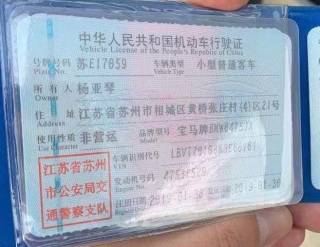 中华人民共和国机动车行驶证
Vehicle License of the People's Republic of China
号牌号码 苏E17059 车辆类型 小型普通客车
Plate No. Vehicle Type
所有人 杨亚琴
Owner
住址 江苏省苏州市相城区黄桥张庄村(4)区21号
Address
使用性质 非营运 品牌型号 宝马牌
Use Character Model
车辆识别代号
VIN
发动机号码
Engine No.
注册日期 发证日期
江苏省苏州
市公安局交
通警察支队